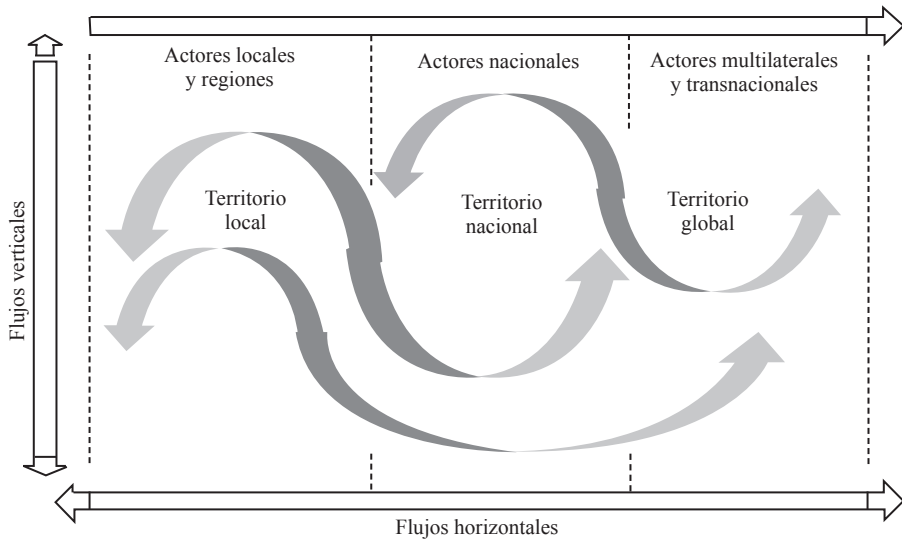 Actores locales
y regiones
Actores nacionales
Actores multilaterales
y transnacionales
Territorio
local
Territorio
nacional
Territorio
global
Flujos verticales
Flujos horizontales